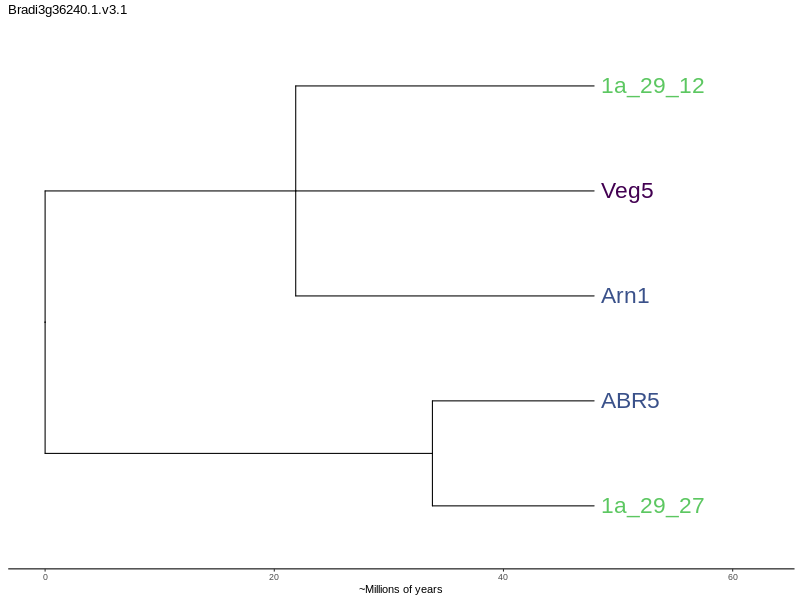 Bradi3g36240.1.v3.1
1a_29_12
Veg5
Arn1
ABR5
1a_29_27
0 20 40 60
~Millions of years